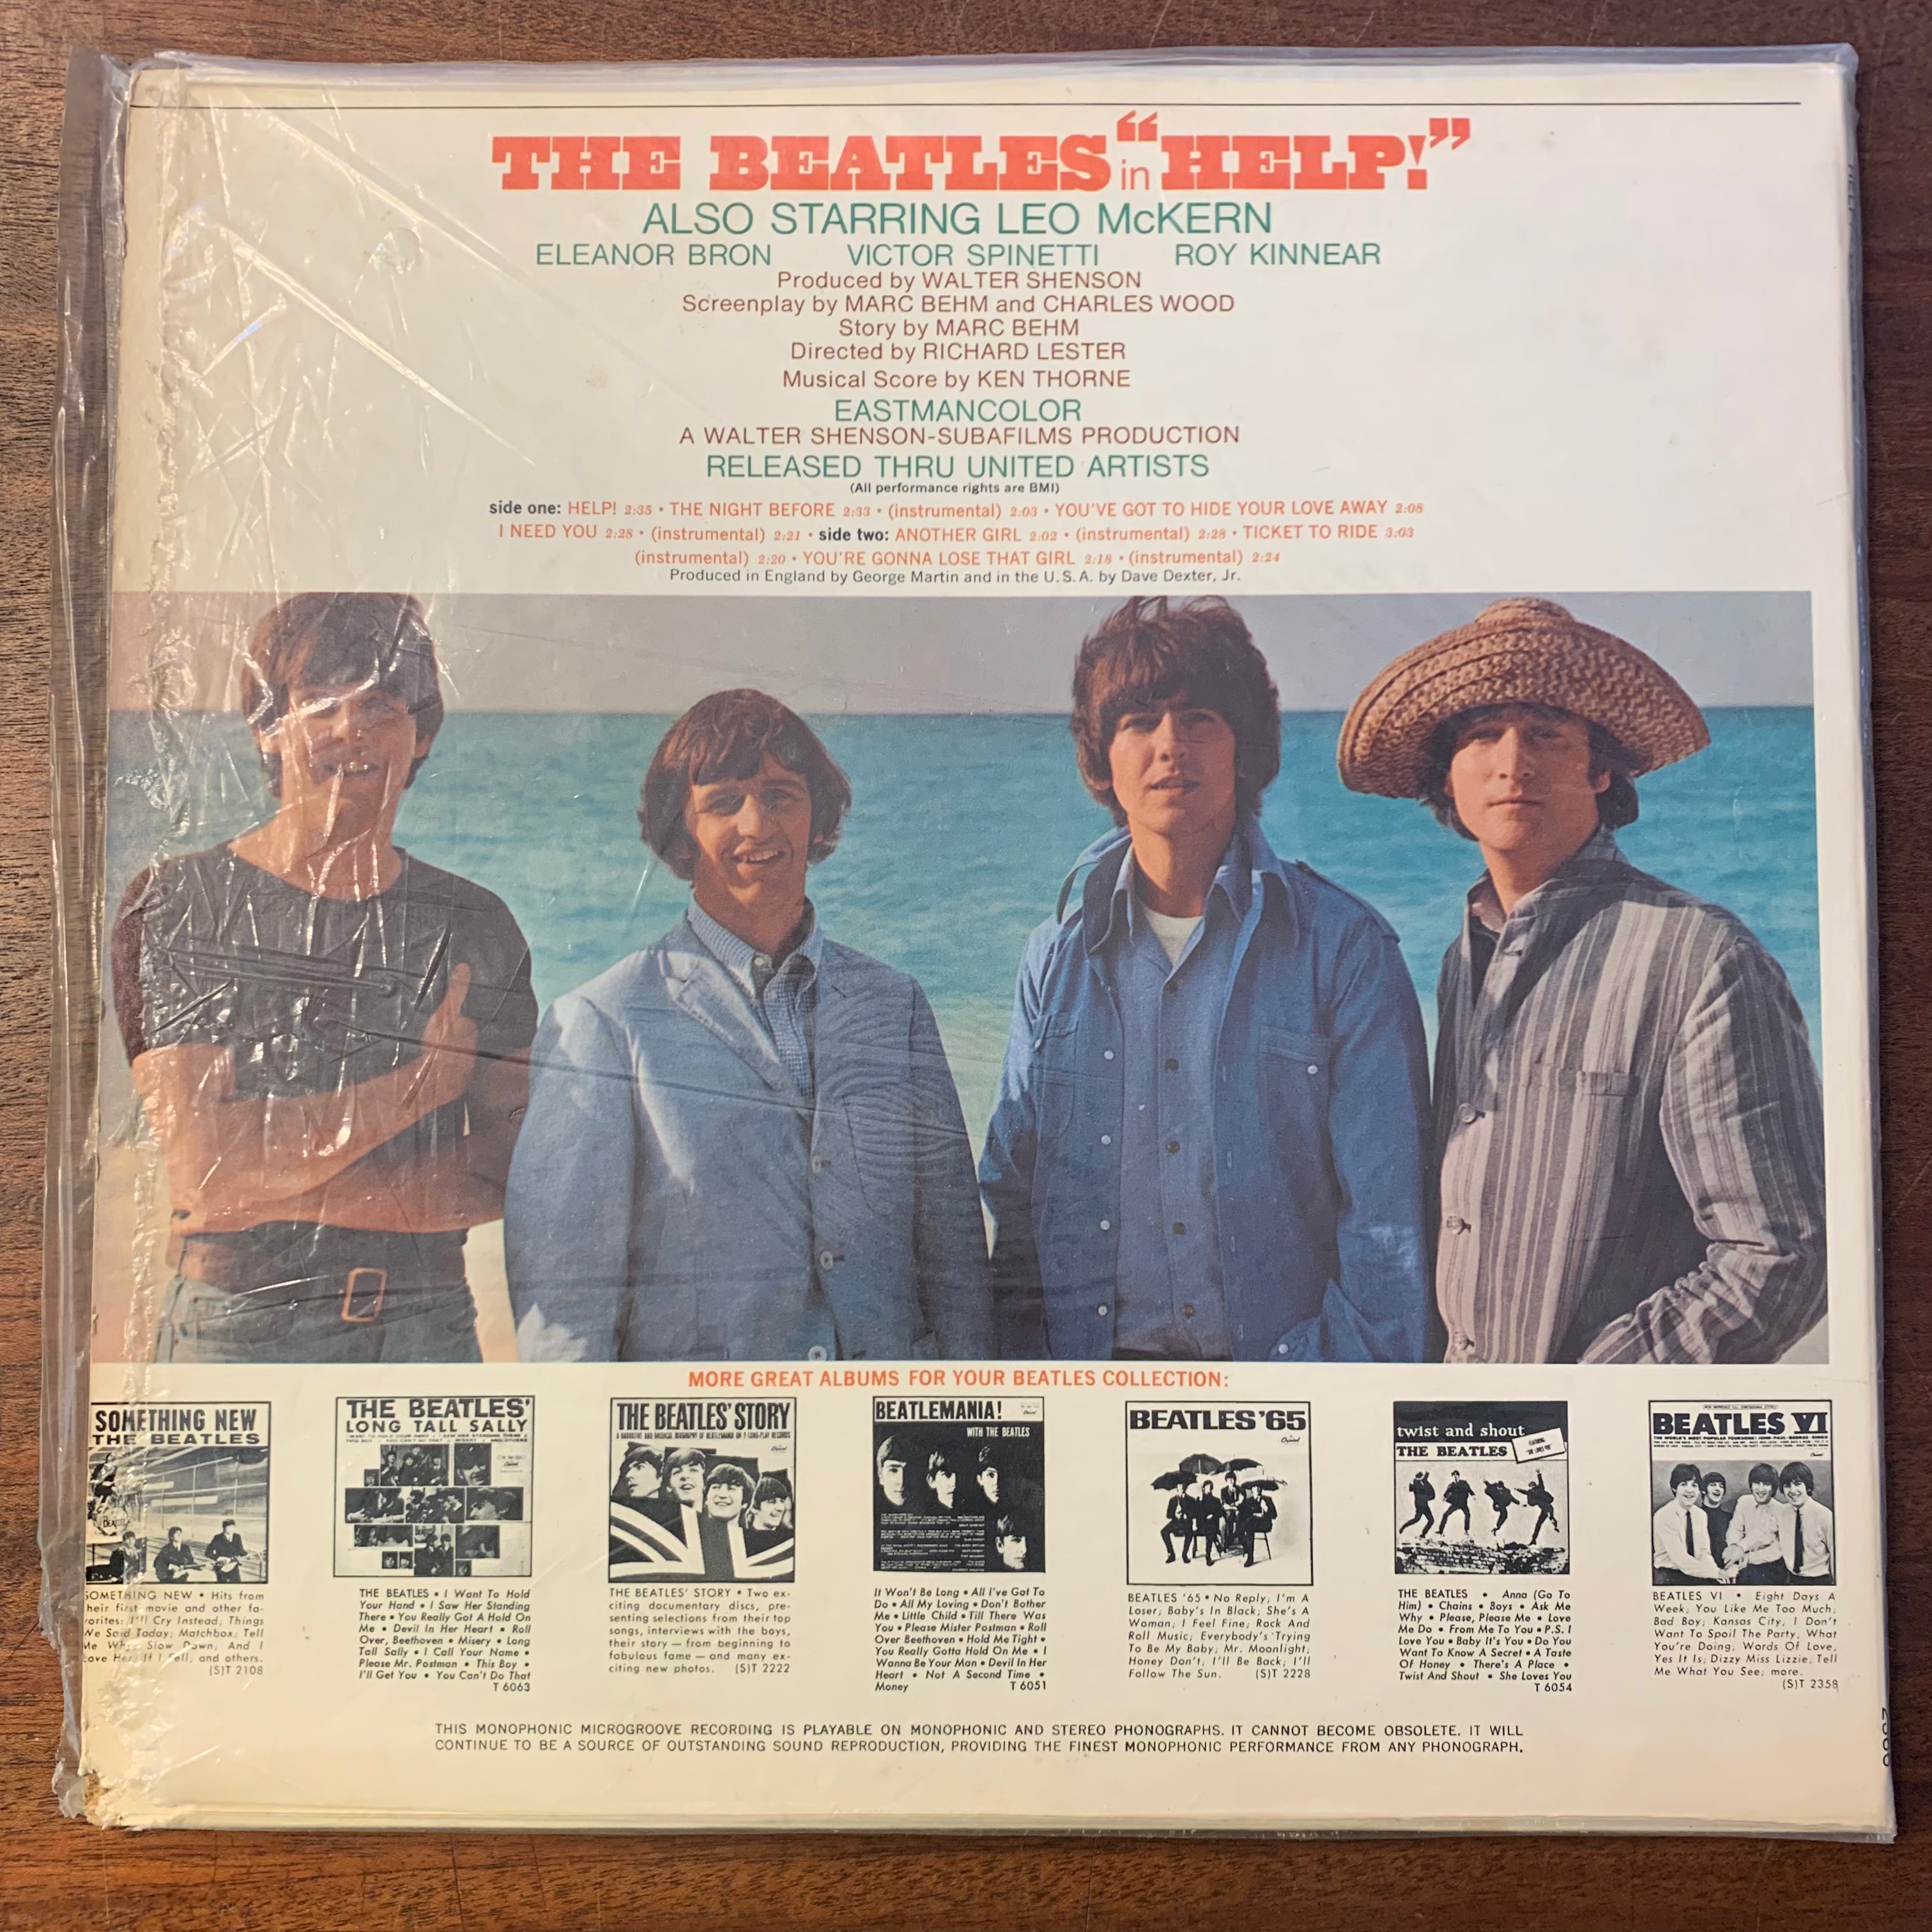 THE BEATLES in “HELP!”
ALSO STARRING LEO McKERN
ELEANOR BRON VICTOR SPINETTI ROY KINNEAR
Produced by WALTER SHENSON
Screenplay by MARC BEHM and CHARLES WOOD
Story by MARC BEHM
Directed by RICHARD LESTER
Musical Score by KEN THORNE
EASTMANCOLOR
A WALTER SHENSON-SUBAFILMS PRODUCTION
RELEASED THRU UNITED ARTISTS
(All performance rights are BMI)
side one: HELP! 2:35 • THE NIGHT BEFORE 2:33 • (instrumental) 2:03 • YOU'VE GOT TO HIDE YOUR LOVE AWAY 2:08
I NEED YOU 2:28 • (instrumental) 2:21 • side two: ANOTHER GIRL 2:02 • (instrumental) 2:28 • TICKET TO RIDE 3:03
(instrumental) 2:20 • YOU'RE GONNA LOSE THAT GIRL 2:18 • (instrumental) 2:24
Produced in England by George Martin and in the U.S.A. by Dave Dexter, Jr.
MORE GREAT ALBUMS FOR YOUR BEATLES COLLECTION:
SOMETHING NEW
THE BEATLES
SOMETHING NEW • Hits from
their first movie and other fa-
vorites: I'll Cry Instead, Things
We Said Today; Matchbox; Tell
Me Why; Slow Down; And I
Love Her; If I Fell, and others.
(S)T 2108
THE BEATLES'
LONG TALL SALLY
THE BEATLES • I Want To Hold
Your Hand • I Saw Her Standing
There • You Really Got A Hold On
Me • Devil In Her Heart • Roll
Over, Beethoven • Misery • Long
Tall Sally • I Call Your Name •
Please Mr. Postman • This Boy •
I'll Get You • You Can't Do That
T 6063
THE BEATLES' STORY
A NARRATIVE AND MUSICAL BIOGRAPHY OF BEATLEMANIA ON 2 LONG-PLAY RECORDS
THE BEATLES' STORY • Two ex-
citing documentary discs, pre-
senting selections from their top
songs, interviews with the boys,
their story — from beginning to
fabulous fame — and many ex-
citing new photos. (S)T 2222
BEATLEMANIA!
WITH THE BEATLES
It Won't Be Long • All I've Got To
Do • All My Loving • Don't Bother
Me • Little Child • Till There Was
You • Please Mister Postman • Roll
Over Beethoven • Hold Me Tight •
You Really Gotta Hold On Me • I
Wanna Be Your Man • Devil In Her
Heart • Not A Second Time •
Money T 6051
BEATLES '65
BEATLES '65 • No Reply; I'm A
Loser; Baby's In Black; She's A
Woman; I Feel Fine; Rock And
Roll Music; Everybody's Trying
To Be My Baby; Mr. Moonlight;
Honey Don't; I'll Be Back; I'll
Follow The Sun. (S)T 2228
twist and shout
THE BEATLES
THE BEATLES • Anna (Go To
Him) • Chains • Boys • Ask Me
Why • Please, Please Me • Love
Me Do • From Me To You • P.S. I
Love You • Baby It's You • Do You
Want To Know A Secret • A Taste
Of Honey • There's A Place •
Twist And Shout • She Loves You
T 6054
BEATLES VI
BEATLES VI • Eight Days A
Week; You Like Me Too Much;
Bad Boy; Kansas City, I Don't
Want To Spoil The Party, What
You're Doing; Words Of Love,
Yes It Is; Dizzy Miss Lizzie; Tell
Me What You See; more.
(S)T 2358
THIS MONOPHONIC MICROGROOVE RECORDING IS PLAYABLE ON MONOPHONIC AND STEREO PHONOGRAPHS. IT CANNOT BECOME OBSOLETE. IT WILL
CONTINUE TO BE A SOURCE OF OUTSTANDING SOUND REPRODUCTION, PROVIDING THE FINEST MONOPHONIC PERFORMANCE FROM ANY PHONOGRAPH.